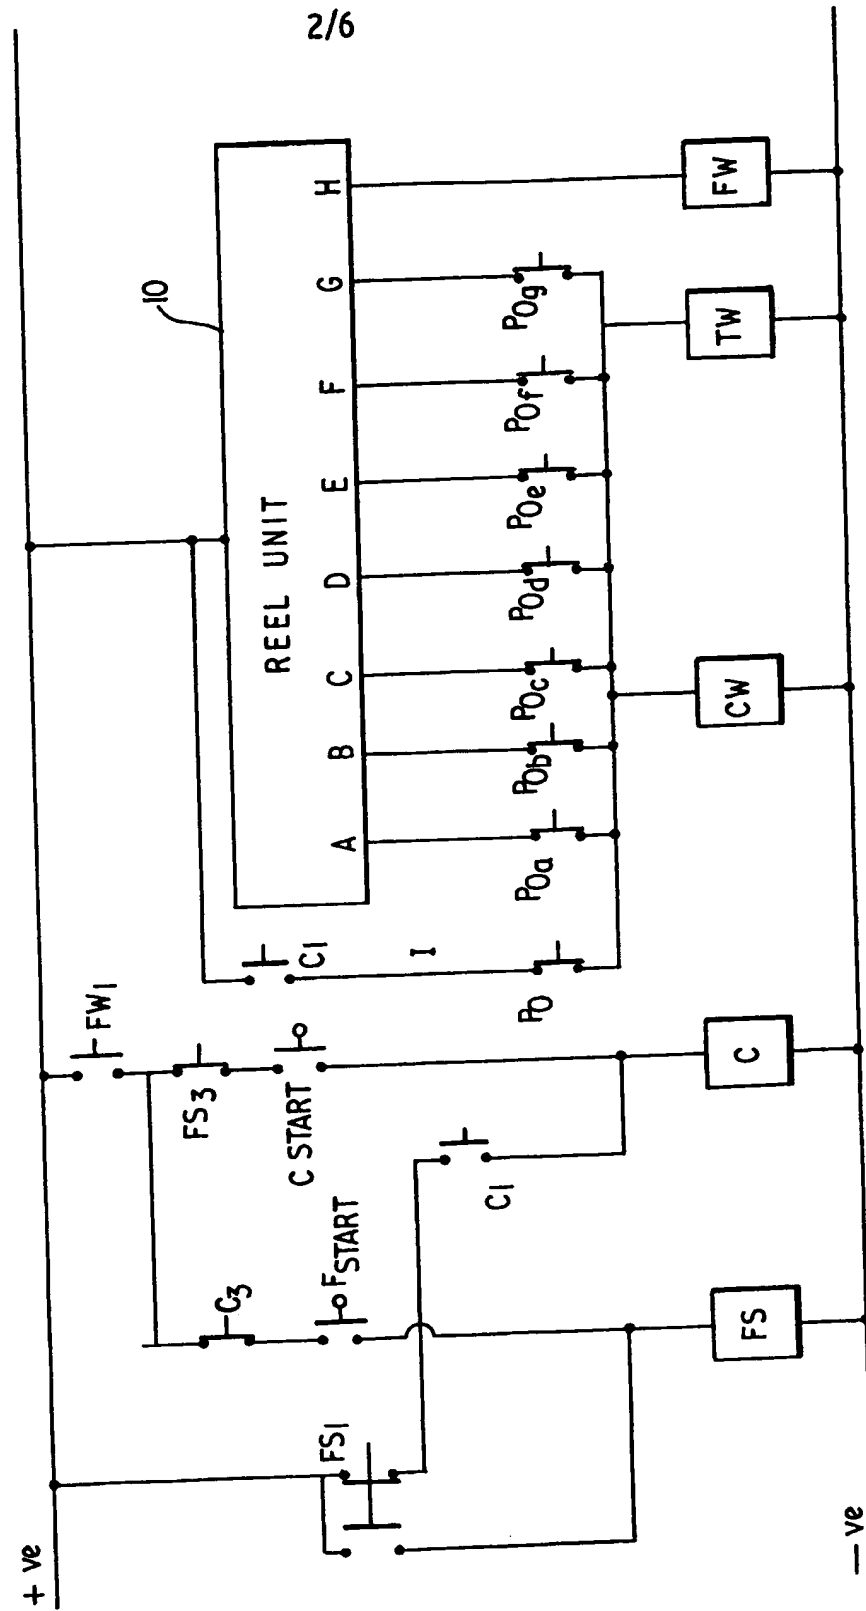 2/6
+ ve
10
REEL UNIT
A B C D E F G H
FW1
C1
FS3
C START
C3
FSTART
FS1
C1
I
P0
P0a
P0b
P0c
P0d
P0e
P0f
P0g
FS
C
CW
TW
FW
- ve